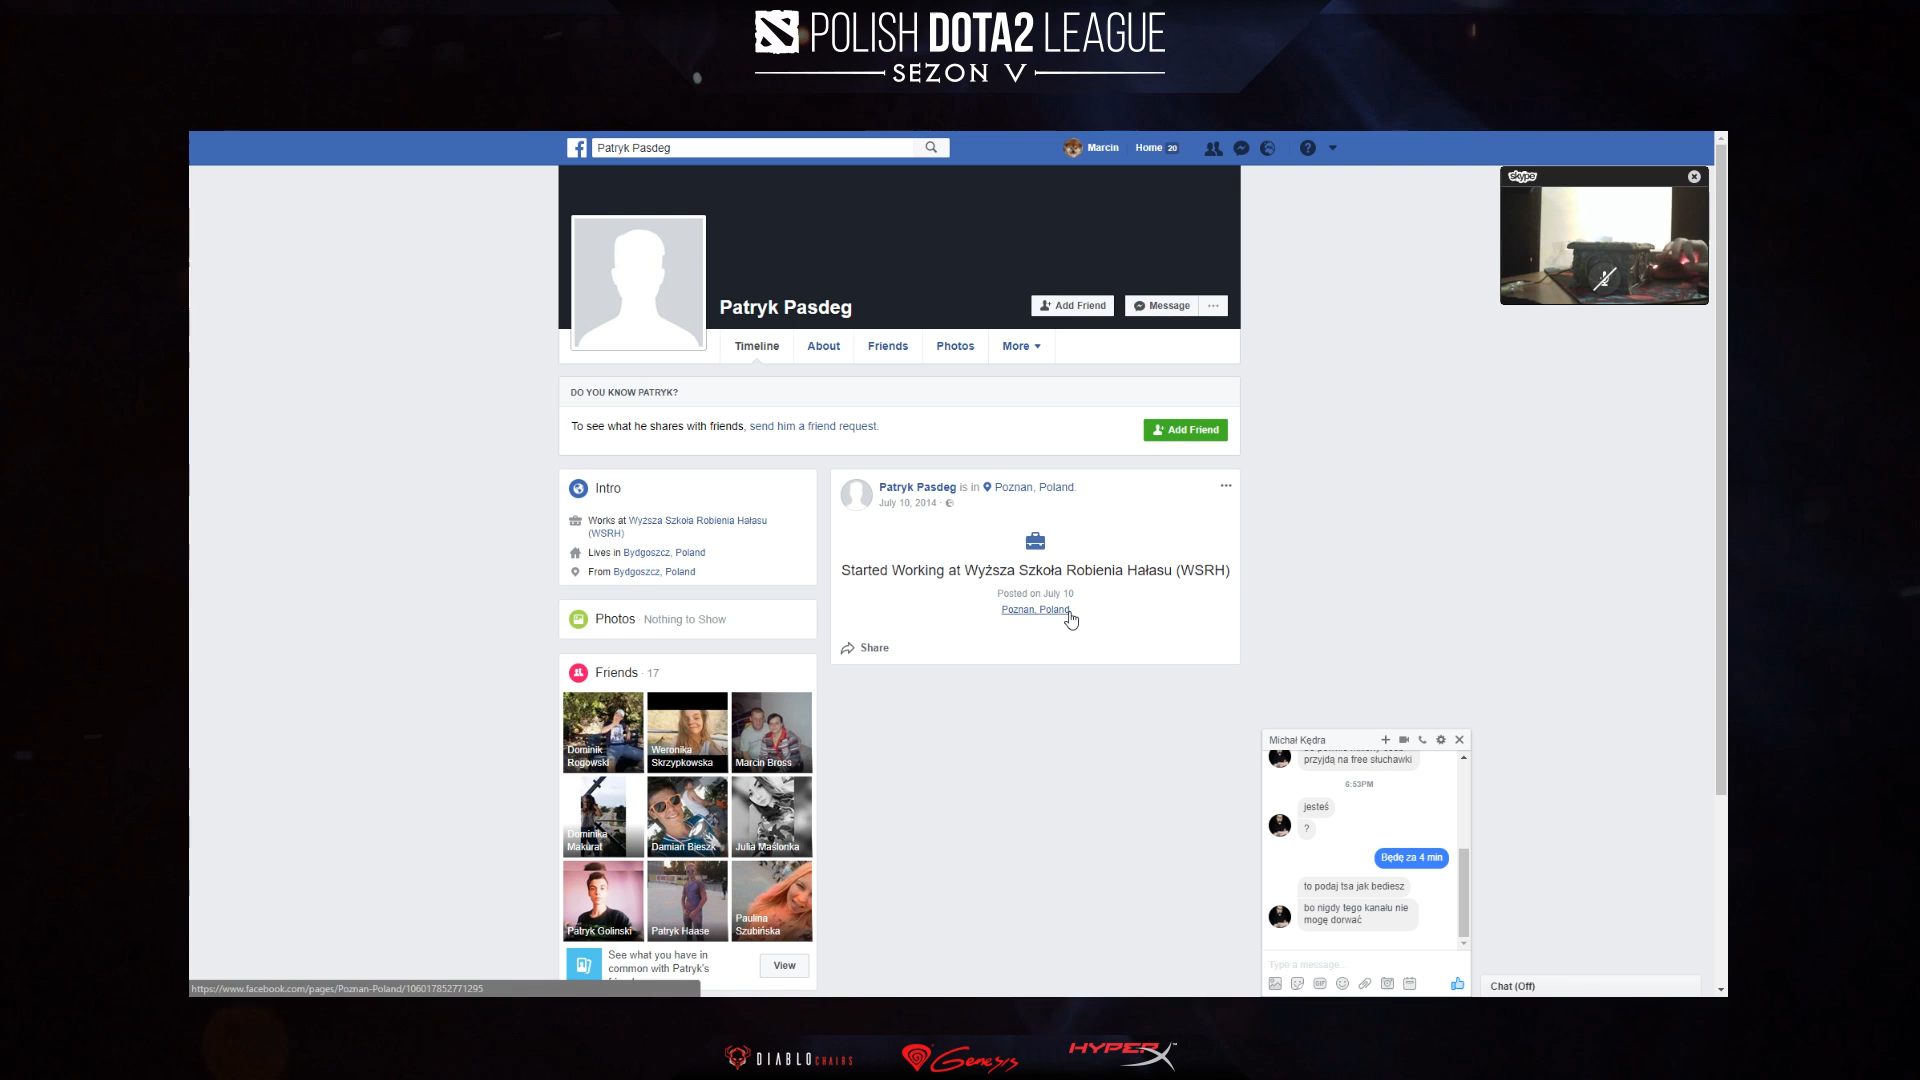 POLISH DOTA2 LEAGUE
SEZON V
Patryk Pasdeg
Marcin
Home 20
skype
Patryk Pasdeg
Add Friend
Message
Timeline
About
Friends
Photos
More
DO YOU KNOW PATRYK?
To see what he shares with friends, send him a friend request.
Add Friend
Intro
Works at Wyższa Szkoła Robienia Hałasu
(WSRH)
Lives in Bydgoszcz, Poland
From Bydgoszcz, Poland
Photos · Nothing to Show
Friends · 17
Dominik
Rogowski
Weronika
Skrzypkowska
Marcin Bross
Dominika
Makurat
Damian Bieszk
Julia Maślonka
Patryk Golinski
Patryk Haase
Paulina
Szubińska
See what you have in
common with Patryk's
View
Patryk Pasdeg is in Poznan, Poland.
July 10, 2014 ·
Started Working at Wyższa Szkoła Robienia Hałasu (WSRH)
Posted on July 10
Poznan, Poland
Share
Michał Kędra
przyjdą na free słuchawki
6:53PM
jesteś
?
Będę za 4 min
to podaj tsa jak bediesz
bo nigdy tego kanału nie
mogę dorwać
Type a message...
GIF
Chat (Off)
https://www.facebook.com/pages/Poznan-Poland/106017852771295
DIABLO CHAIRS
Genesis
HYPERX